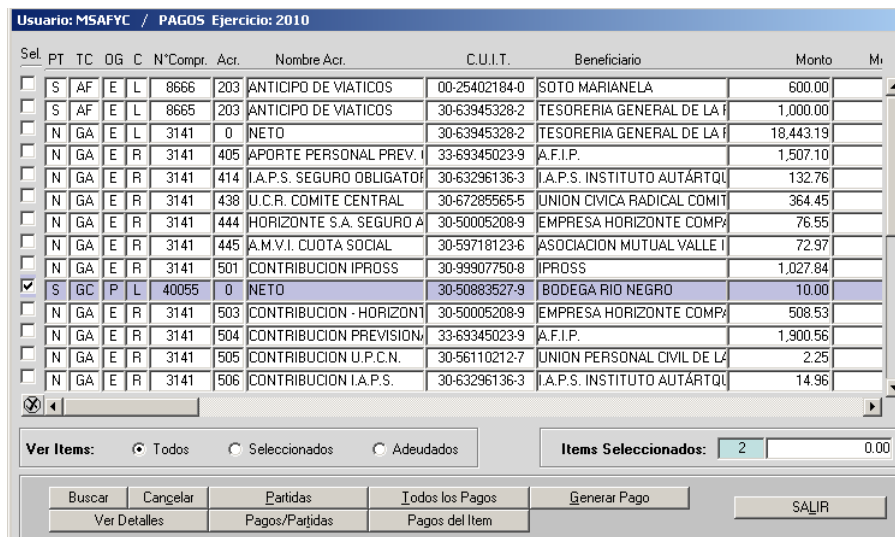 Usuario: MSAFYC / PAGOS Ejercicio: 2010
Sel. PT TC OG C N°Compr. Acr. Nombre Acr. C.U.I.T. Beneficiario Monto
S AF E L 8666 203 ANTICIPO DE VIATICOS 00-25402184-0 SOTO MARIANELA 600.00
S AF E L 8665 203 ANTICIPO DE VIATICOS 30-63945328-2 TESORERIA GENERAL DE LA 1,000.00
N GA E L 3141 0 NETO 30-63945328-2 TESORERIA GENERAL DE LA 18,443.19
N GA E R 3141 405 APORTE PERSONAL PREV. 33-69345023-9 A.F.I.P. 1,507.10
N GA E R 3141 414 I.A.P.S. SEGURO OBLIGATOR 30-63296136-3 I.A.P.S. INSTITUTO AUTÁRTQU 132.76
N GA E R 3141 438 U.C.R. COMITE CENTRAL 30-67285565-5 UNION CIVICA RADICAL COMIT 364.45
N GA E R 3141 444 HORIZONTE S.A. SEGURO A 30-50005208-9 EMPRESA HORIZONTE COMPA 76.55
N GA E R 3141 445 A.M.V.I. CUOTA SOCIAL 30-59718123-6 ASOCIACION MUTUAL VALLE I 72.97
N GA E R 3141 501 CONTRIBUCION IPROSS 30-99907750-8 IPROSS 1,027.84
S GC P L 40055 0 NETO 30-50883527-9 BODEGA RIO NEGRO 10.00
N GA E R 3141 503 CONTRIBUCION - HORIZONT 30-50005208-9 EMPRESA HORIZONTE COMPA 508.53
N GA E R 3141 504 CONTRIBUCION PREVISION 33-69345023-9 A.F.I.P. 1,900.56
N GA E R 3141 505 CONTRIBUCION U.P.C.N. 30-56110212-7 UNION PERSONAL CIVIL DE LA 2.25
N GA E R 3141 506 CONTRIBUCION I.A.P.S. 30-63296136-3 I.A.P.S. INSTITUTO AUTÁRTQU 14.96
Ver Items: Todos Seleccionados Adeudados Items Seleccionados: 2 0.00
Buscar Cancelar Partidas Todos los Pagos Generar Pago SALIR
Ver Detalles Pagos/Partidas Pagos del Item